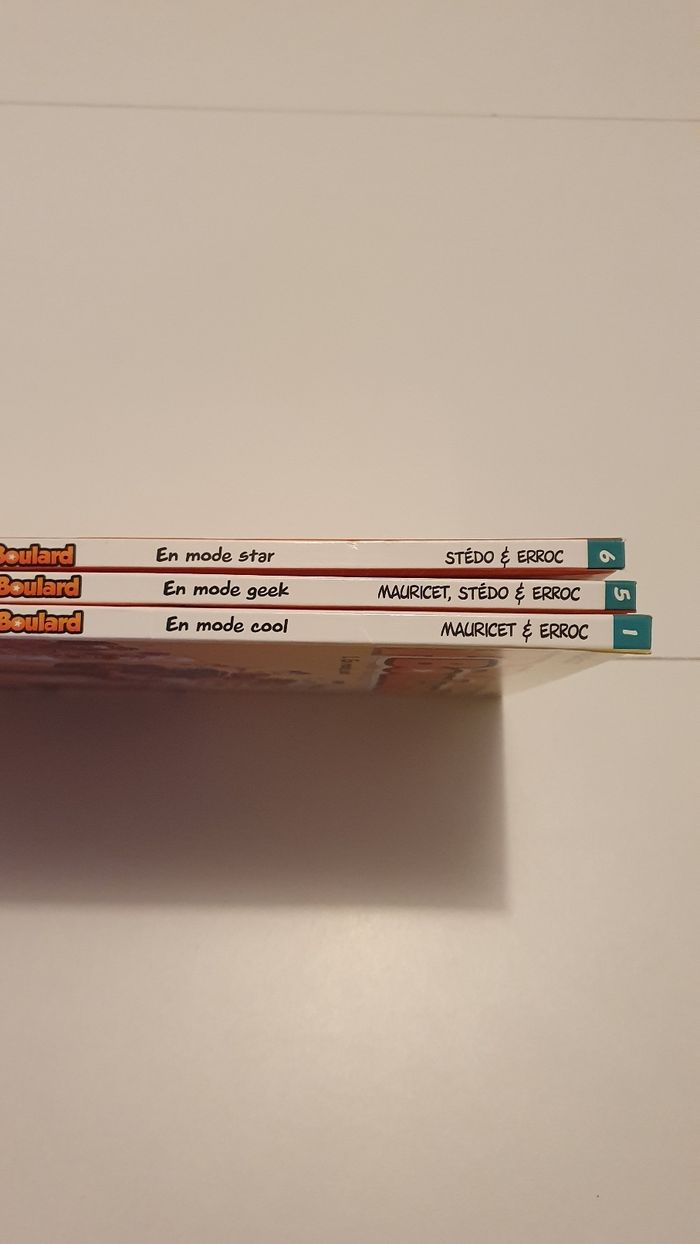 Boulard En mode star STÉDO & ERROC 6
Boulard En mode geek MAURICET, STÉDO & ERROC 5
Boulard En mode cool MAURICET & ERROC 1